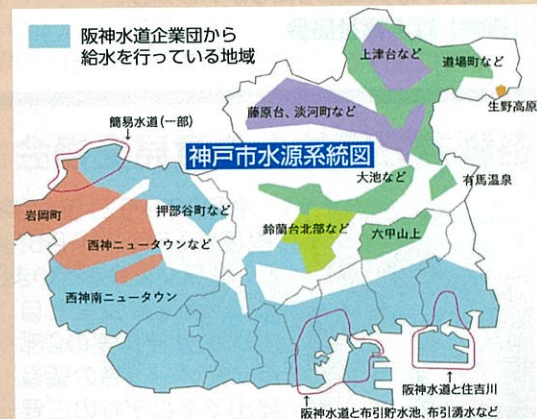 阪神水道企業団から
給水を行っている地域
上津台など
道場町など
藤原台、淡河町など
生野高原
簡易水道(一部)
神戸市水源系統図
大池など
有馬温泉
岩岡町
押部谷町など
鈴蘭台北部など
六甲山上
西神ニュータウンなど
西神南ニュータウン
阪神水道と住吉川
阪神水道と布引貯水池、布引湧水など